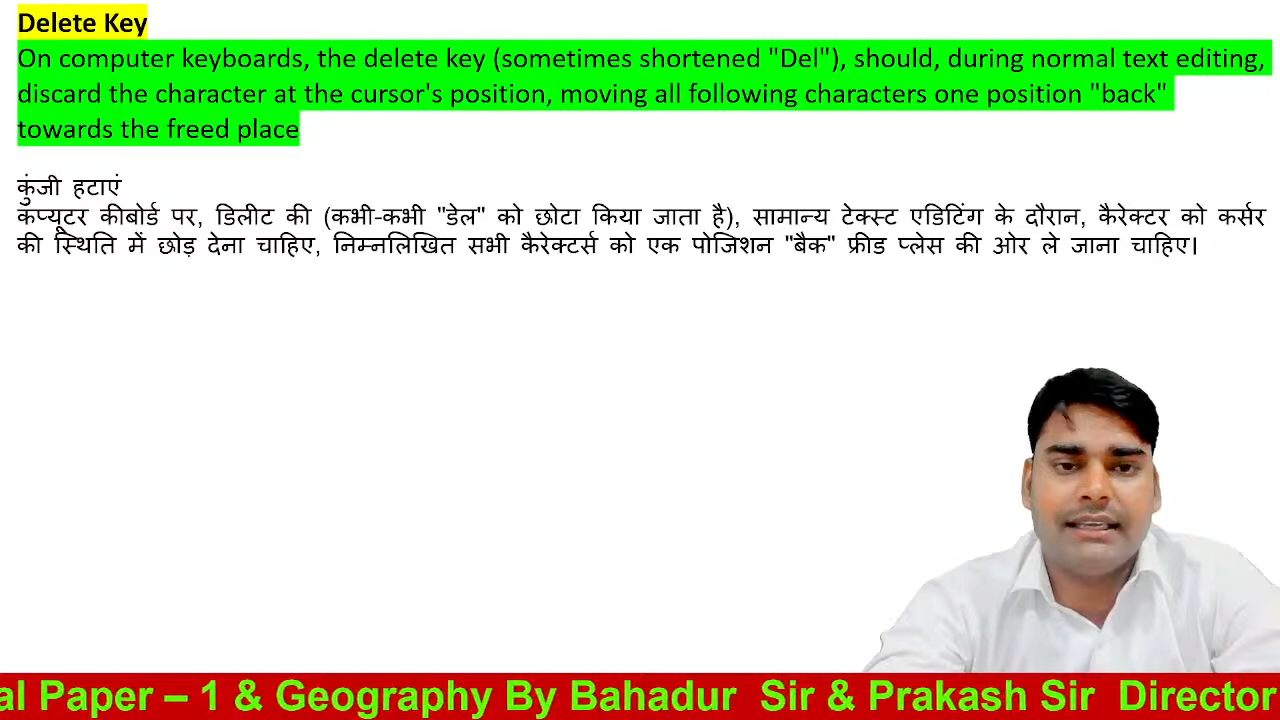 Delete Key
On computer keyboards, the delete key (sometimes shortened "Del"), should, during normal text editing,
discard the character at the cursor's position, moving all following characters one position "back"
towards the freed place
कुंजी हटाएं
कंप्यूटर कीबोर्ड पर, डिलीट की (कभी-कभी "डेल" को छोटा किया जाता है), सामान्य टेक्स्ट एडिटिंग के दौरान, कैरेक्टर को कर्सर
की स्थिति में छोड़ देना चाहिए, निम्नलिखित सभी कैरेक्टर्स को एक पोजिशन "बैक" फ्रीड प्लेस की ओर ले जाना चाहिए।
al Paper – 1 & Geography By Bahadur Sir & Prakash Sir Director